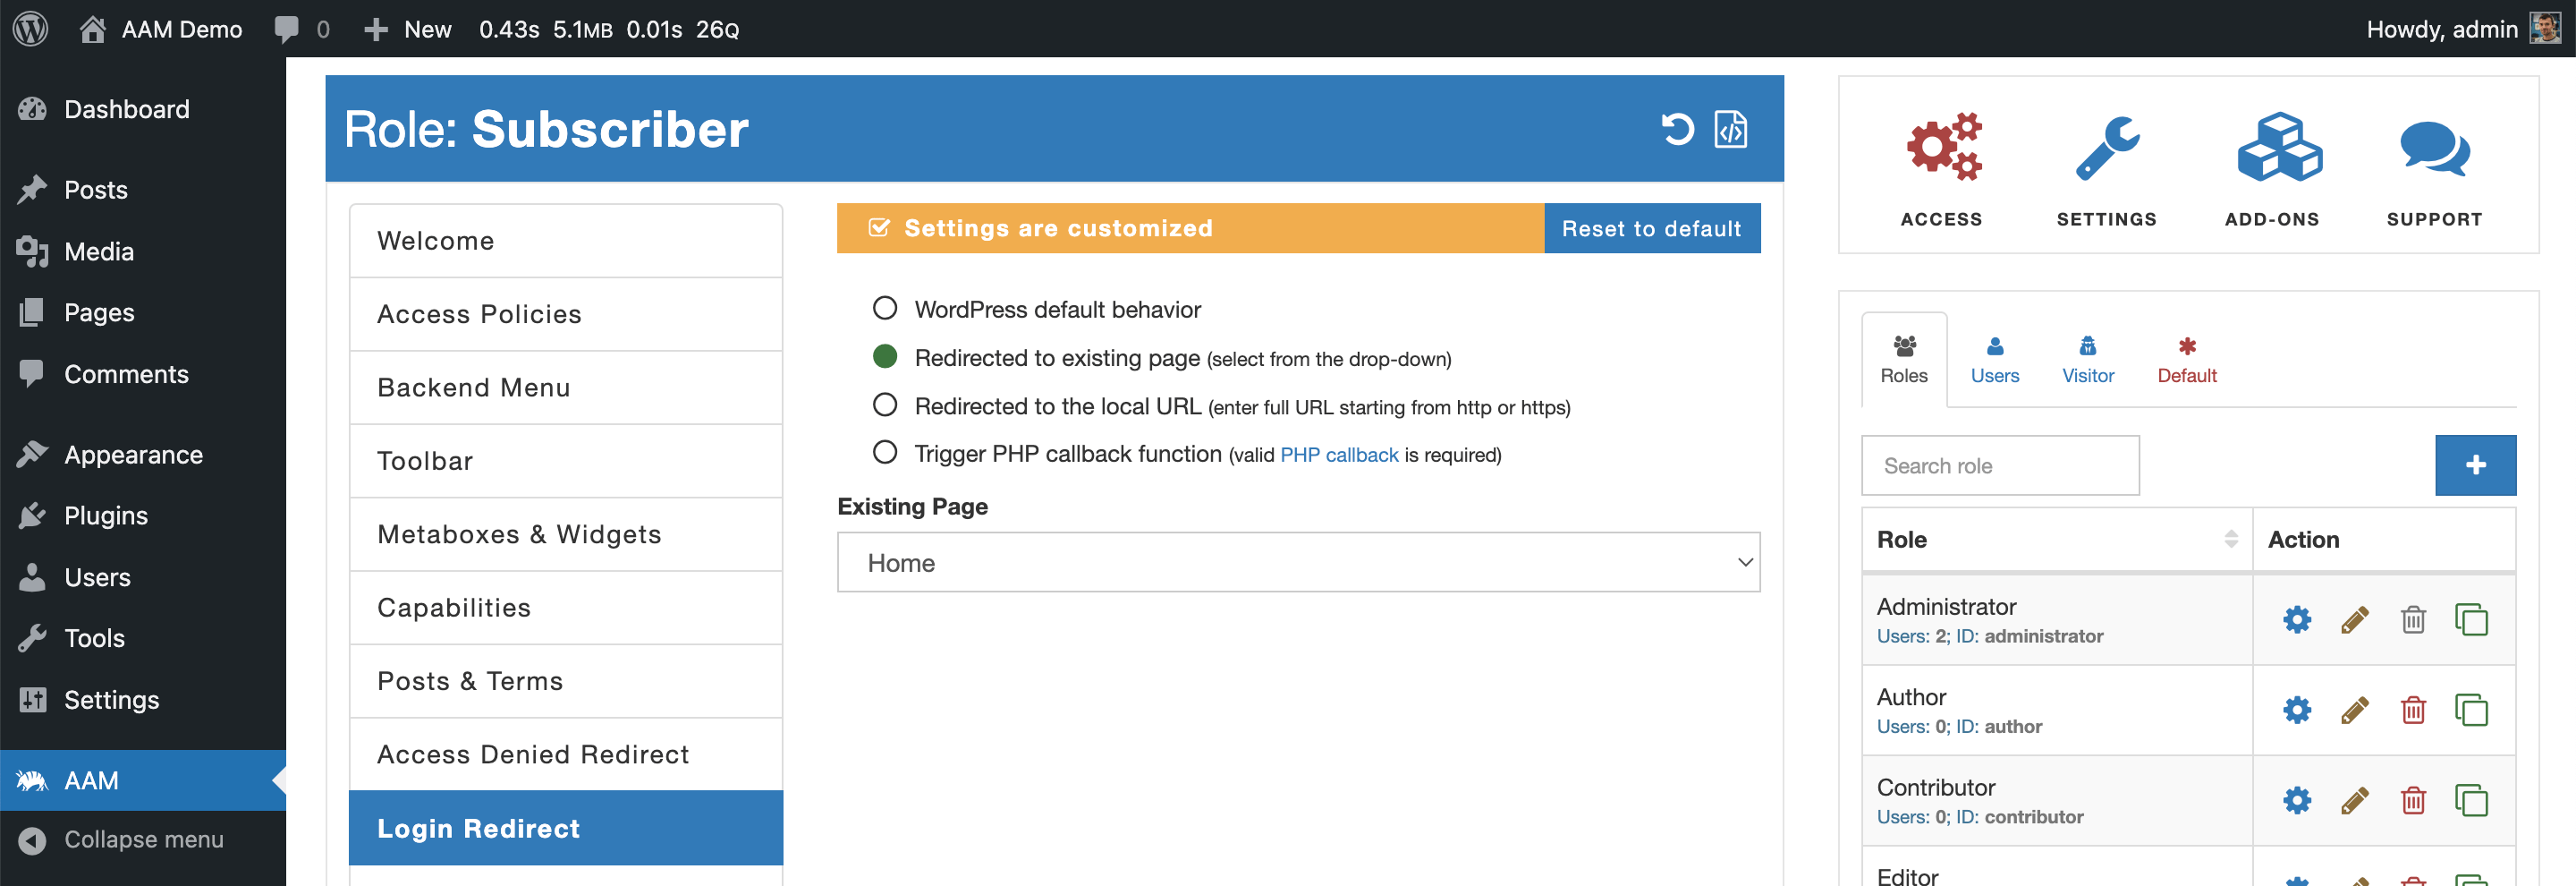 AAM Demo 0 New 0.43s 5.1MB 0.01s 26Q Howdy, admin
Dashboard
Posts
Media
Pages
Comments
Appearance
Plugins
Users
Tools
Settings
AAM
Collapse menu
Role: Subscriber
Welcome
Access Policies
Backend Menu
Toolbar
Metaboxes & Widgets
Capabilities
Posts & Terms
Access Denied Redirect
Login Redirect
Settings are customized Reset to default
WordPress default behavior
Redirected to existing page (select from the drop-down)
Redirected to the local URL (enter full URL starting from http or https)
Trigger PHP callback function (valid PHP callback is required)
Existing Page
Home
ACCESS SETTINGS ADD-ONS SUPPORT
Roles Users Visitor Default
Search role
Role Action
Administrator
Users: 2; ID: administrator
Author
Users: 0; ID: author
Contributor
Users: 0; ID: contributor
Editor